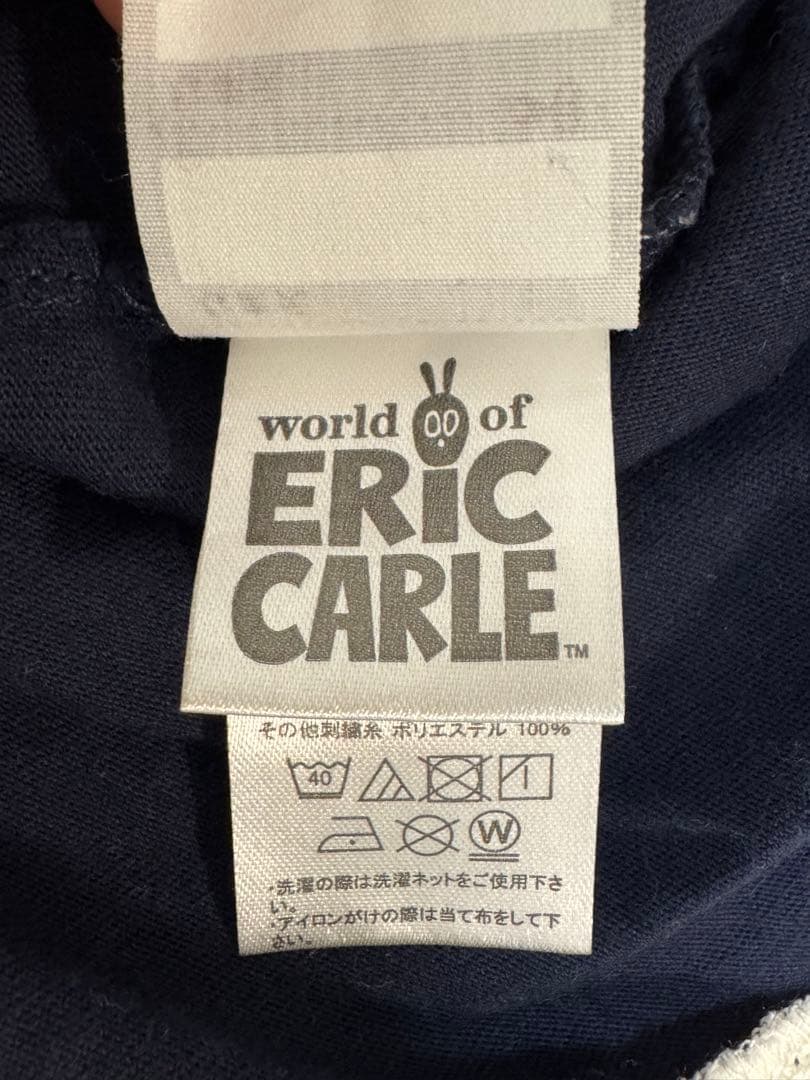 world of
ERIC
CARLE™
その他刺繍糸 ポリエステル 100%
40
W
・洗濯の際は洗濯ネットをご使用下さ
い。
・アイロンがけの際は当て布をして下
さい。